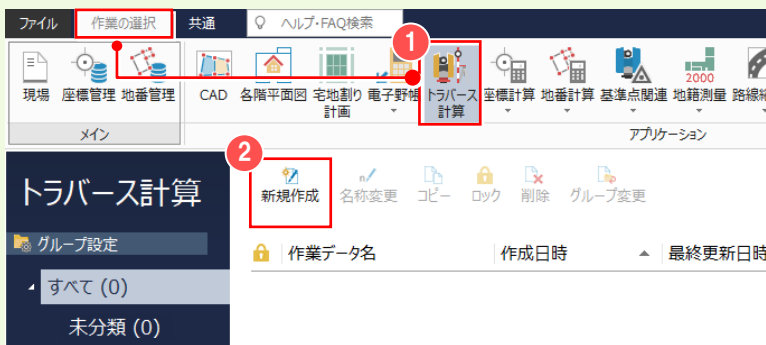 ファイル 作業の選択 共通 ヘルプ・FAQ検索
1
2000
現場 座標管理 地番管理 CAD 各階平面図 宅地割り 電子野帳 トラバース 座標計算 地番計算 基準点関連 地籍測量
計画 計算
メイン アプリケーション
2
トラバース計算
新規作成 名称変更 コピー ロック 削除 グループ変更
グループ設定
作業データ名 作成日時 最終更新日時
すべて (0)
未分類 (0)